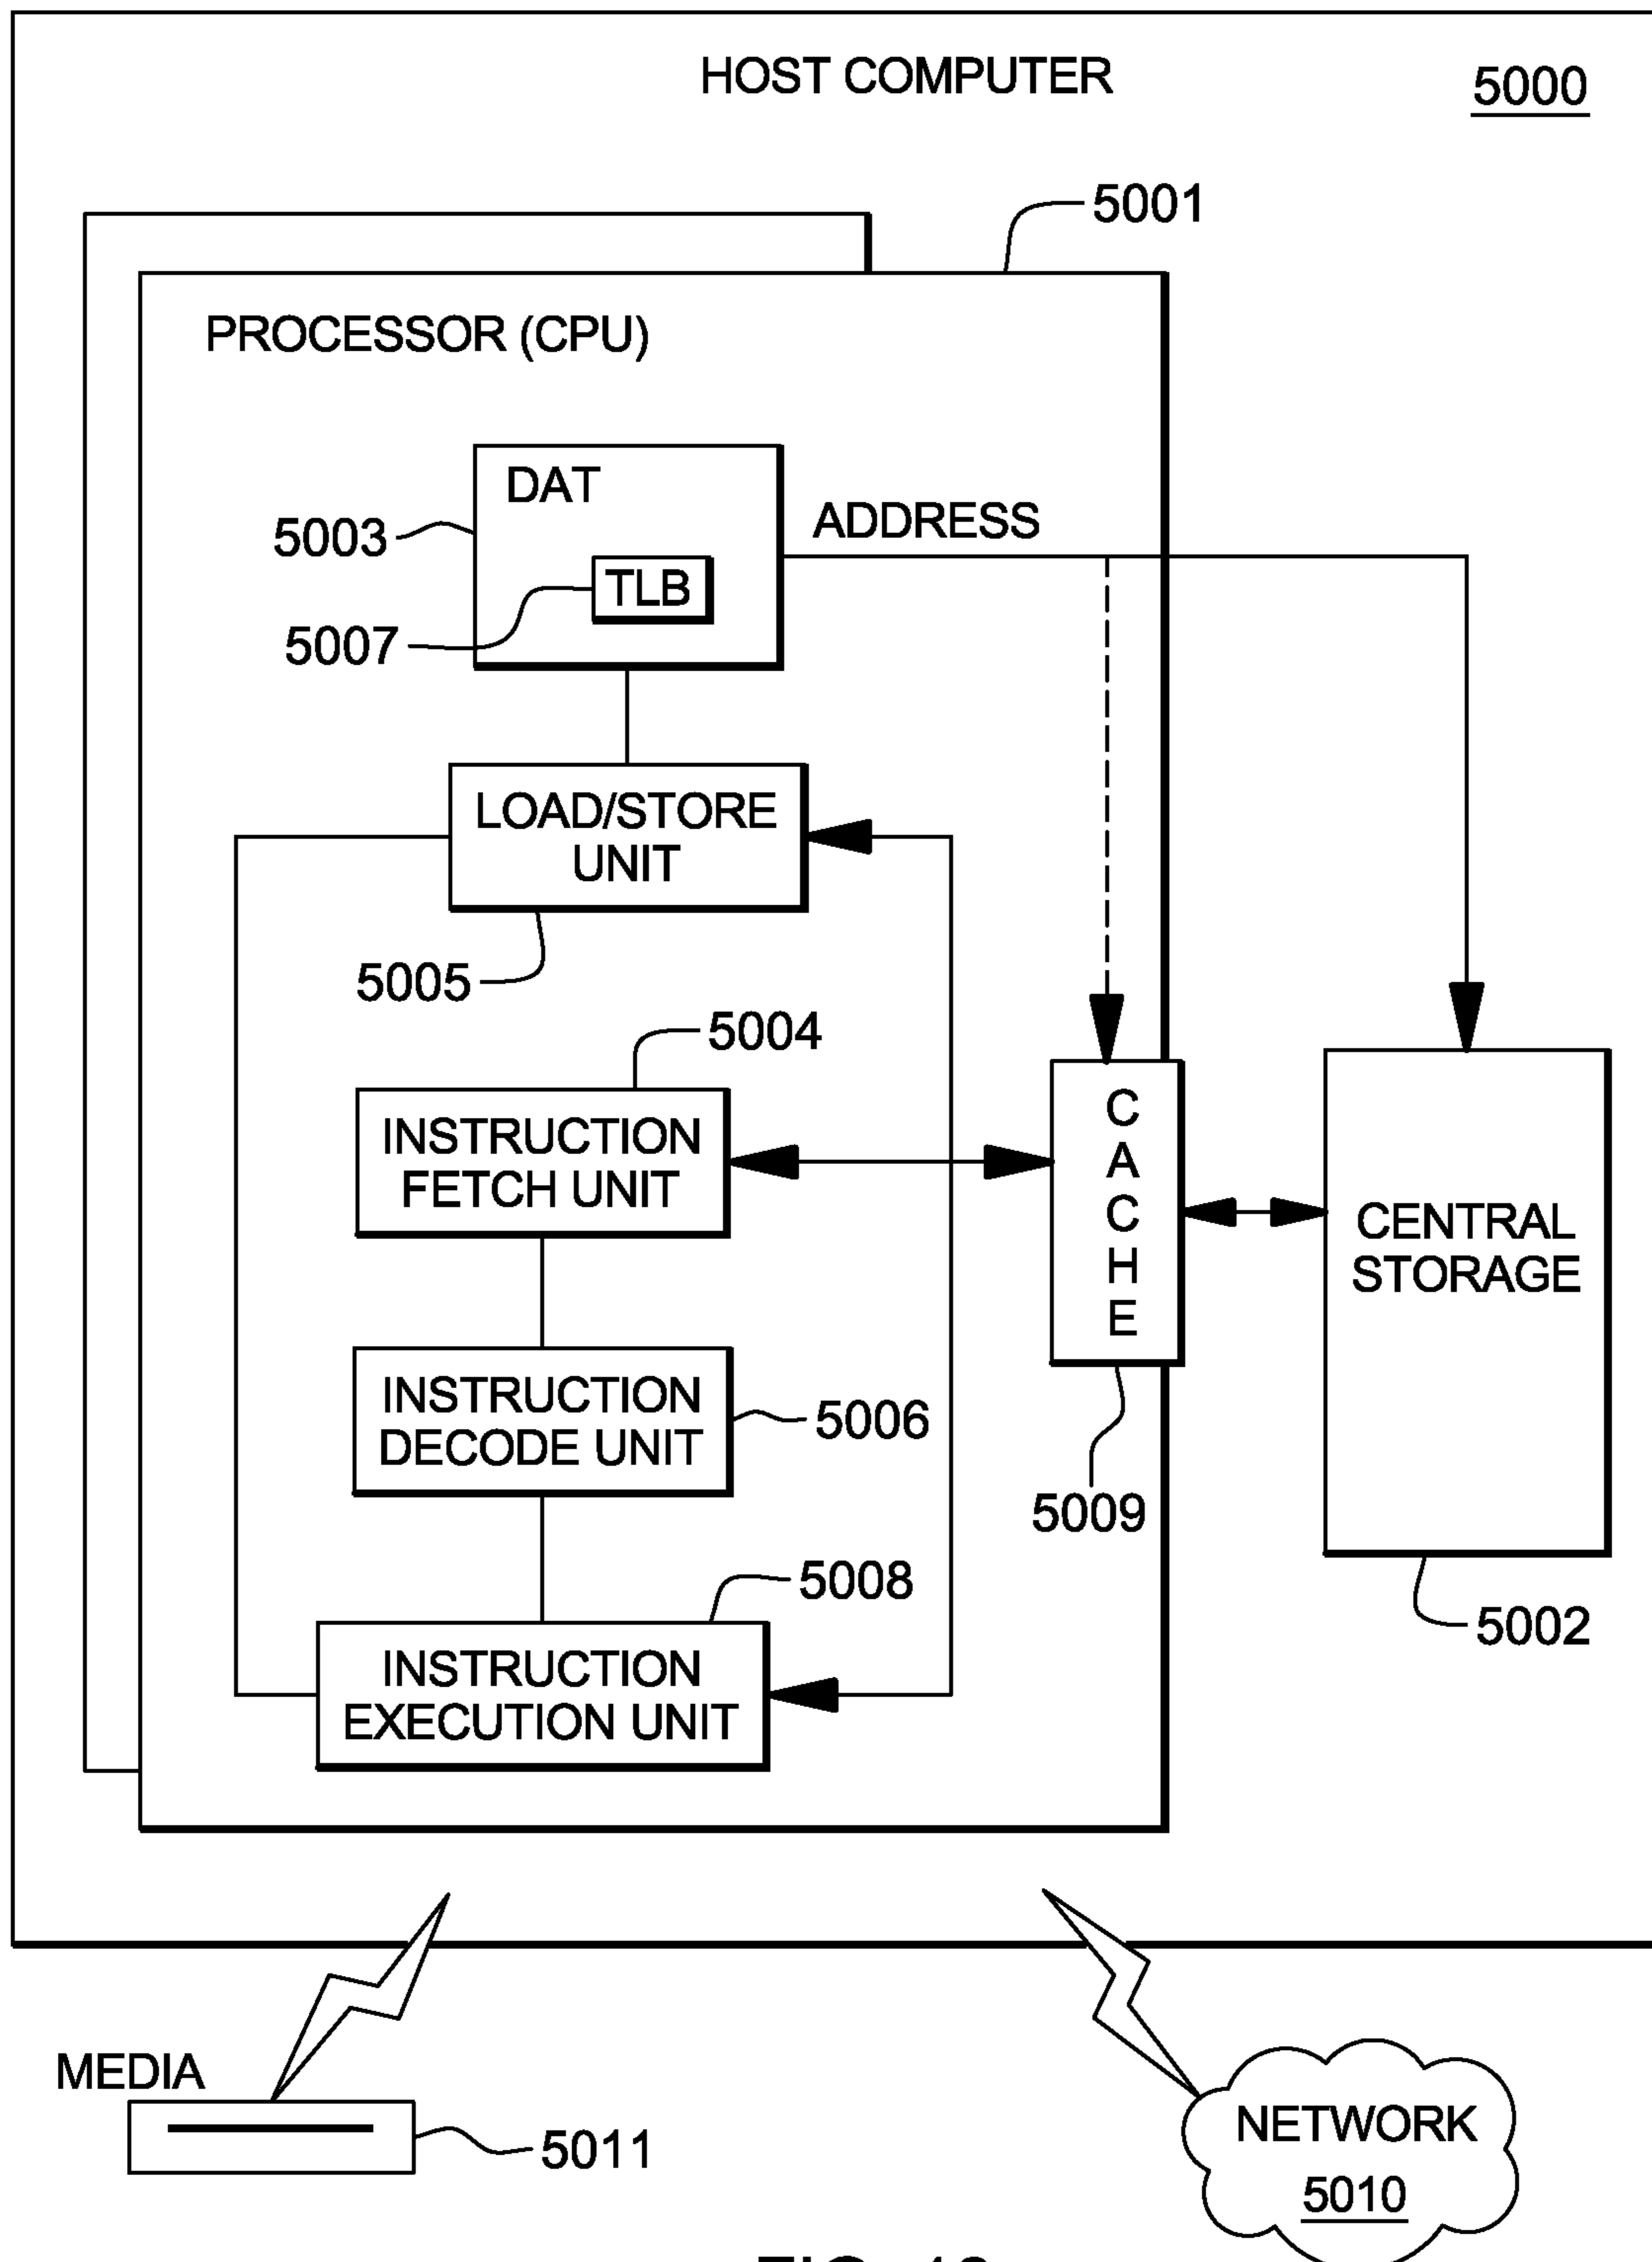 HOST COMPUTER
5000
5001
PROCESSOR (CPU)
DAT
5003
ADDRESS
TLB
5007
LOAD/STORE
UNIT
5005
5004
INSTRUCTION
FETCH UNIT
CACHE
CENTRAL
STORAGE
INSTRUCTION
DECODE UNIT
5006
5009
5008
5002
INSTRUCTION
EXECUTION UNIT
MEDIA
5011
NETWORK
5010